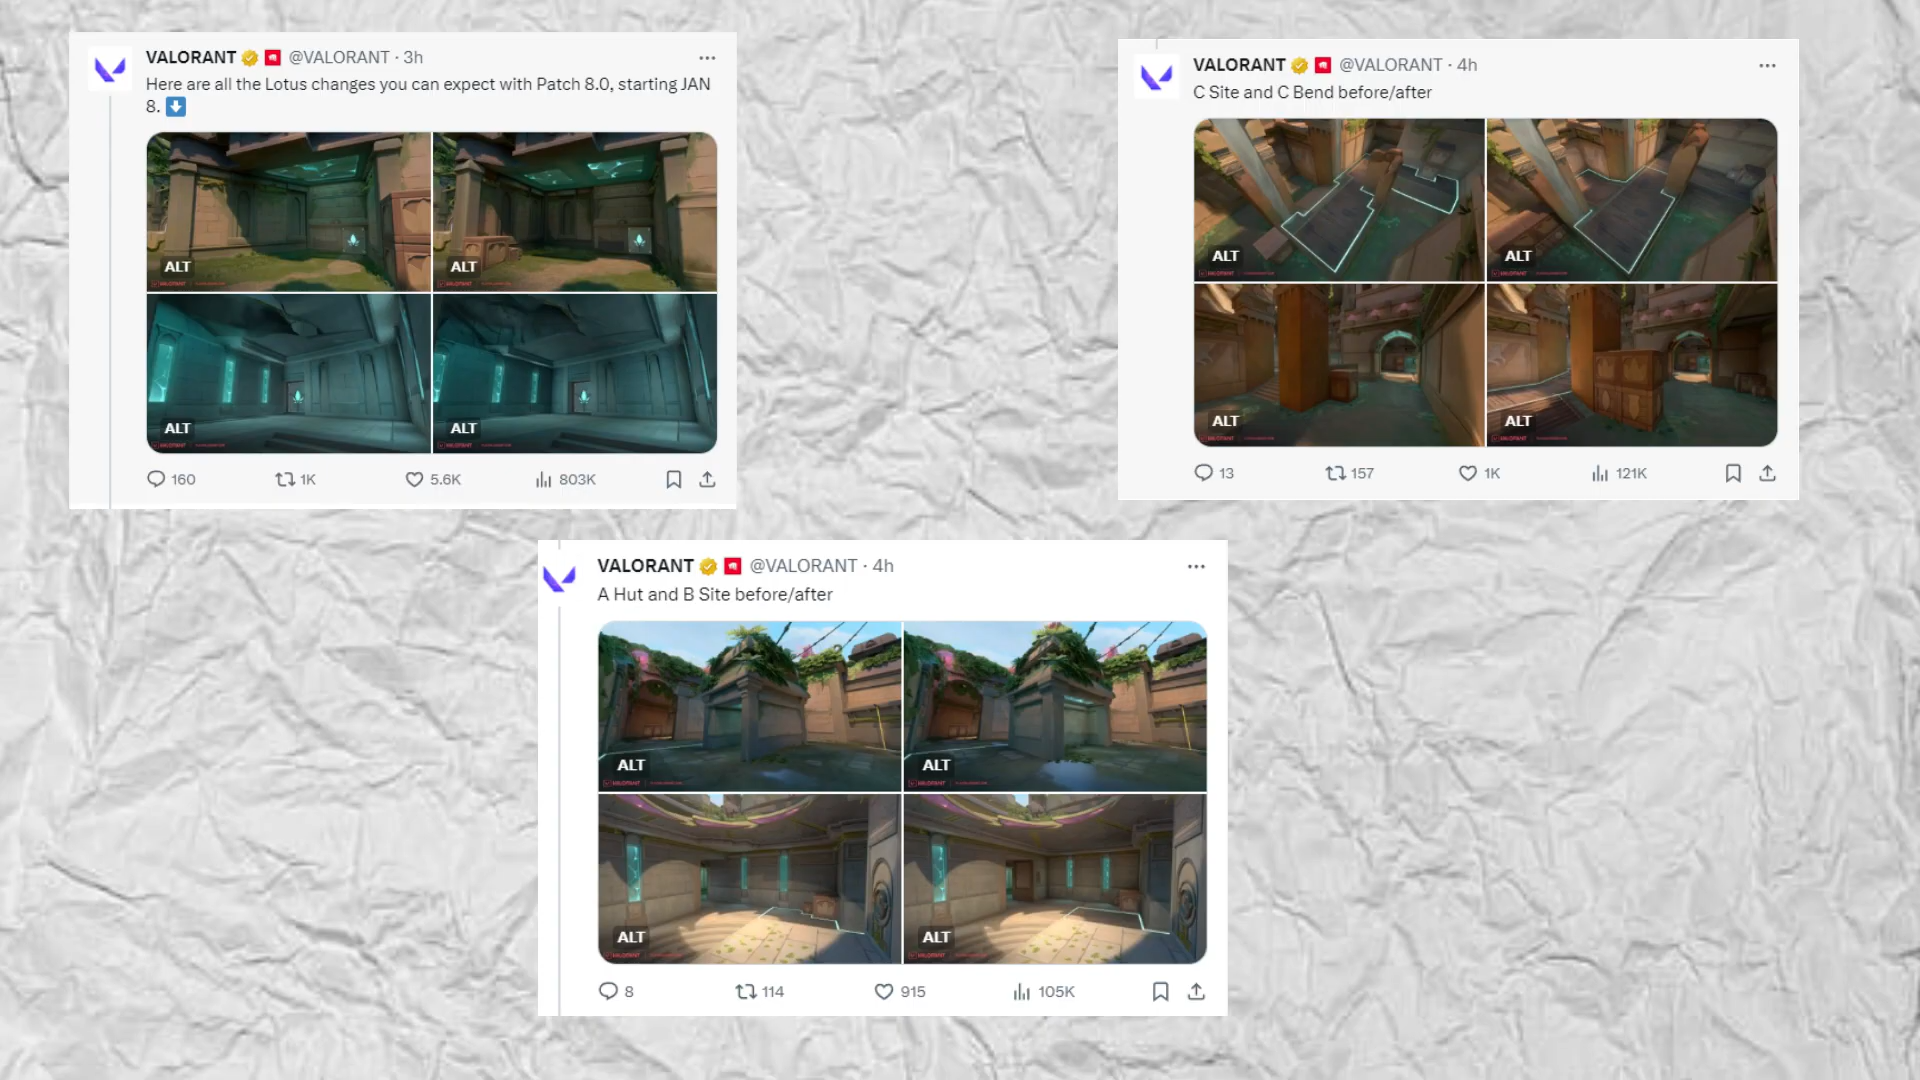 VALORANT @VALORANT · 3h
Here are all the Lotus changes you can expect with Patch 8.0, starting JAN
8.
ALT
ALT
ALT
ALT
160
1K
5.6K
803K
VALORANT @VALORANT · 4h
C Site and C Bend before/after
ALT
ALT
ALT
ALT
13
157
1K
121K
VALORANT @VALORANT · 4h
A Hut and B Site before/after
ALT
ALT
ALT
ALT
8
114
915
105K